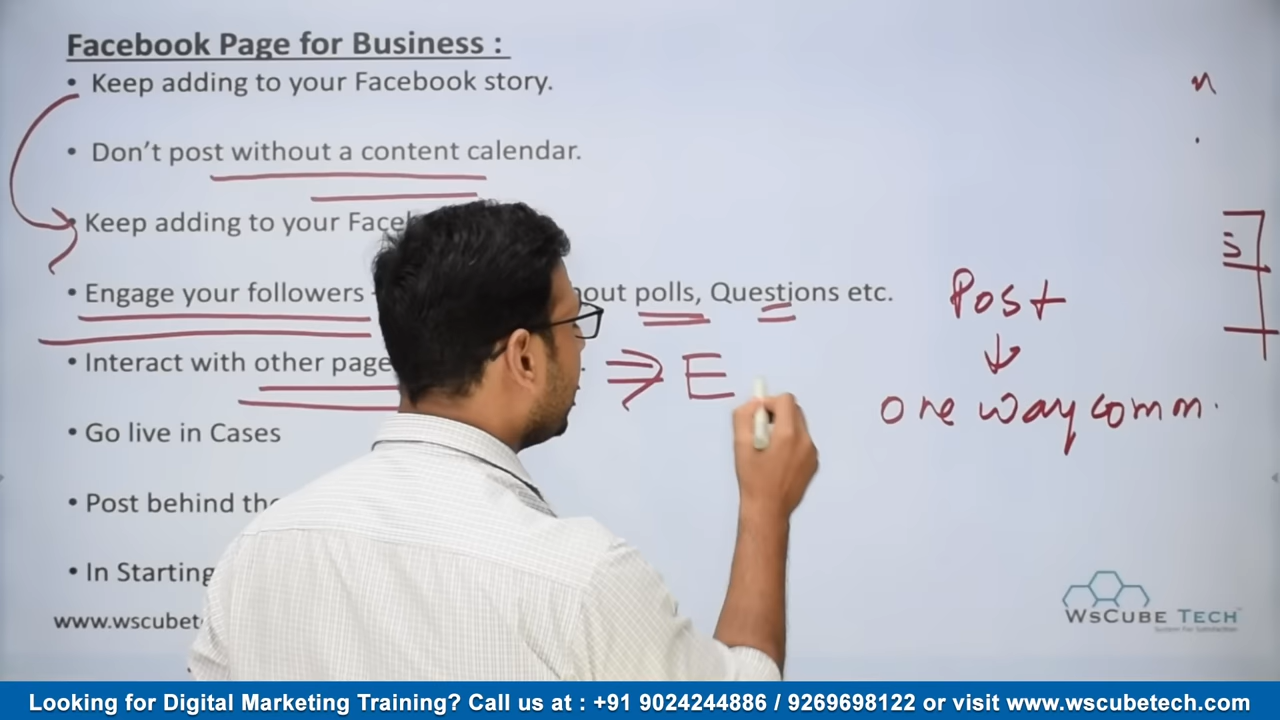 Facebook Page for Business :
• Keep adding to your Facebook story.
• Don't post without a content calendar.
Keep adding to your
• Engage your followers polls, Questions etc.
Post
• Interact with other page
⇒ E
one way comm.
• Go live in Cases
• Post behind
• In Starting
www.wscubet
WsCube Tech
Looking for Digital Marketing Training? Call us at : +91 9024244886 / 9269698122 or visit www.wscubetech.com